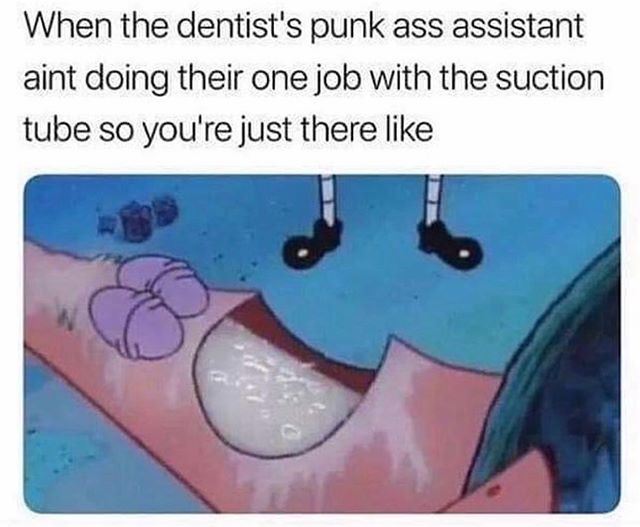 When the dentist's punk ass assistant
aint doing their one job with the suction
tube so you're just there like